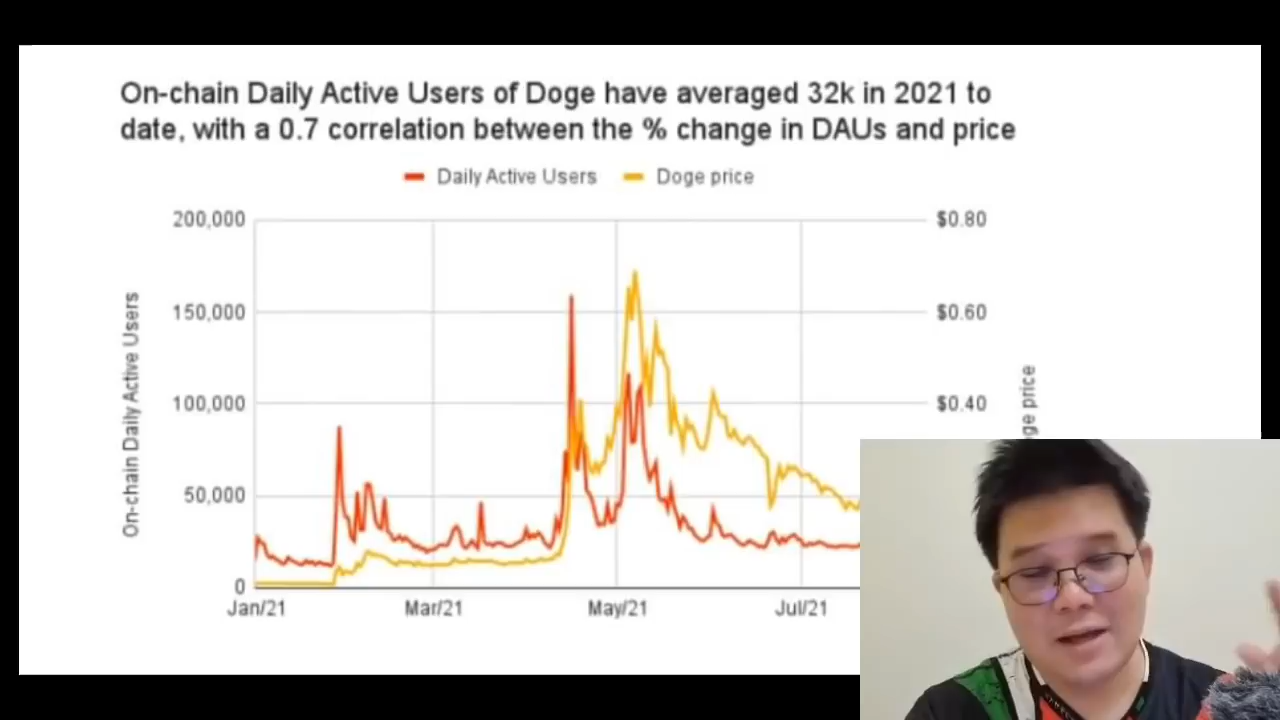 On-chain Daily Active Users of Doge have averaged 32k in 2021 to
date, with a 0.7 correlation between the % change in DAUs and price
Daily Active Users
Doge price
200,000
150,000
100,000
50,000
0
On-chain Daily Active Users
$0.80
$0.60
$0.40
oge price
Jan/21
Mar/21
May/21
Jul/21